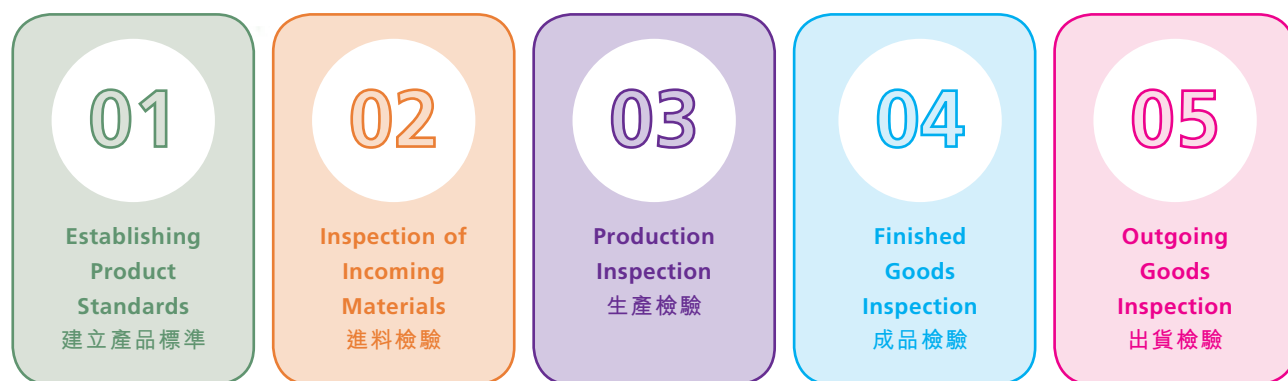 01
Establishing
Product
Standards
建立產品標準
02
Inspection of
Incoming
Materials
進料檢驗
03
Production
Inspection
生產檢驗
04
Finished
Goods
Inspection
成品檢驗
05
Outgoing
Goods
Inspection
出貨檢驗